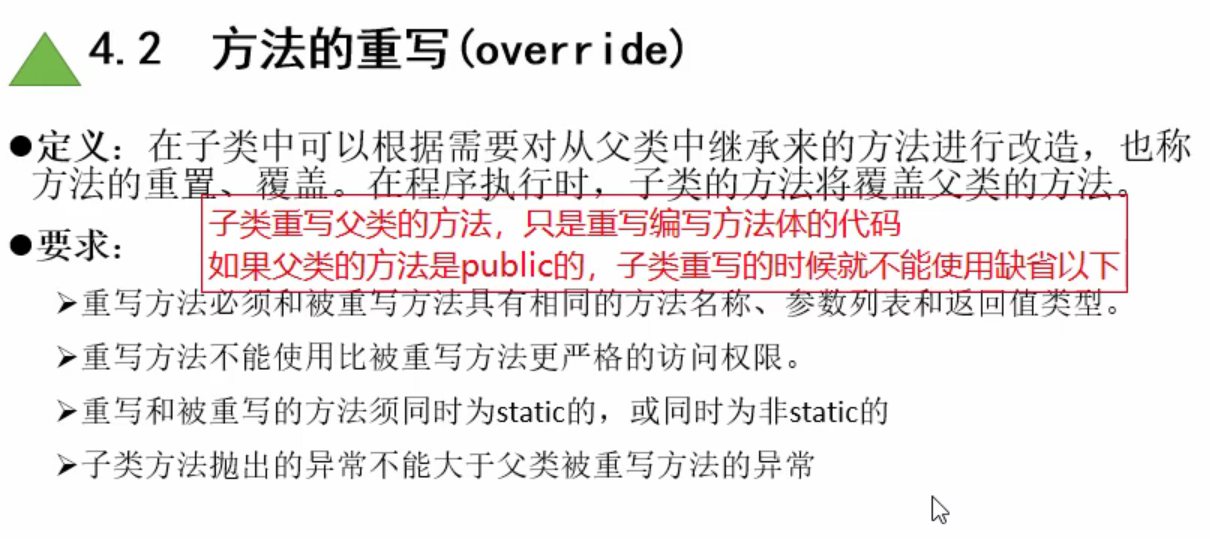 4.2 方法的重写(override)
●定义：在子类中可以根据需要对从父类中继承来的方法进行改造，也称
方法的重置、覆盖。在程序执行时，子类的方法将覆盖父类的方法。
子类重写父类的方法，只是重写编写方法体的代码
●要求：
如果父类的方法是public的，子类重写的时候就不能使用缺省以下
➢重写方法必须和被重写方法具有相同的方法名称、参数列表和返回值类型。
➢重写方法不能使用比被重写方法更严格的访问权限。
➢重写和被重写的方法须同时为static的，或同时为非static的
➢子类方法抛出的异常不能大于父类被重写方法的异常